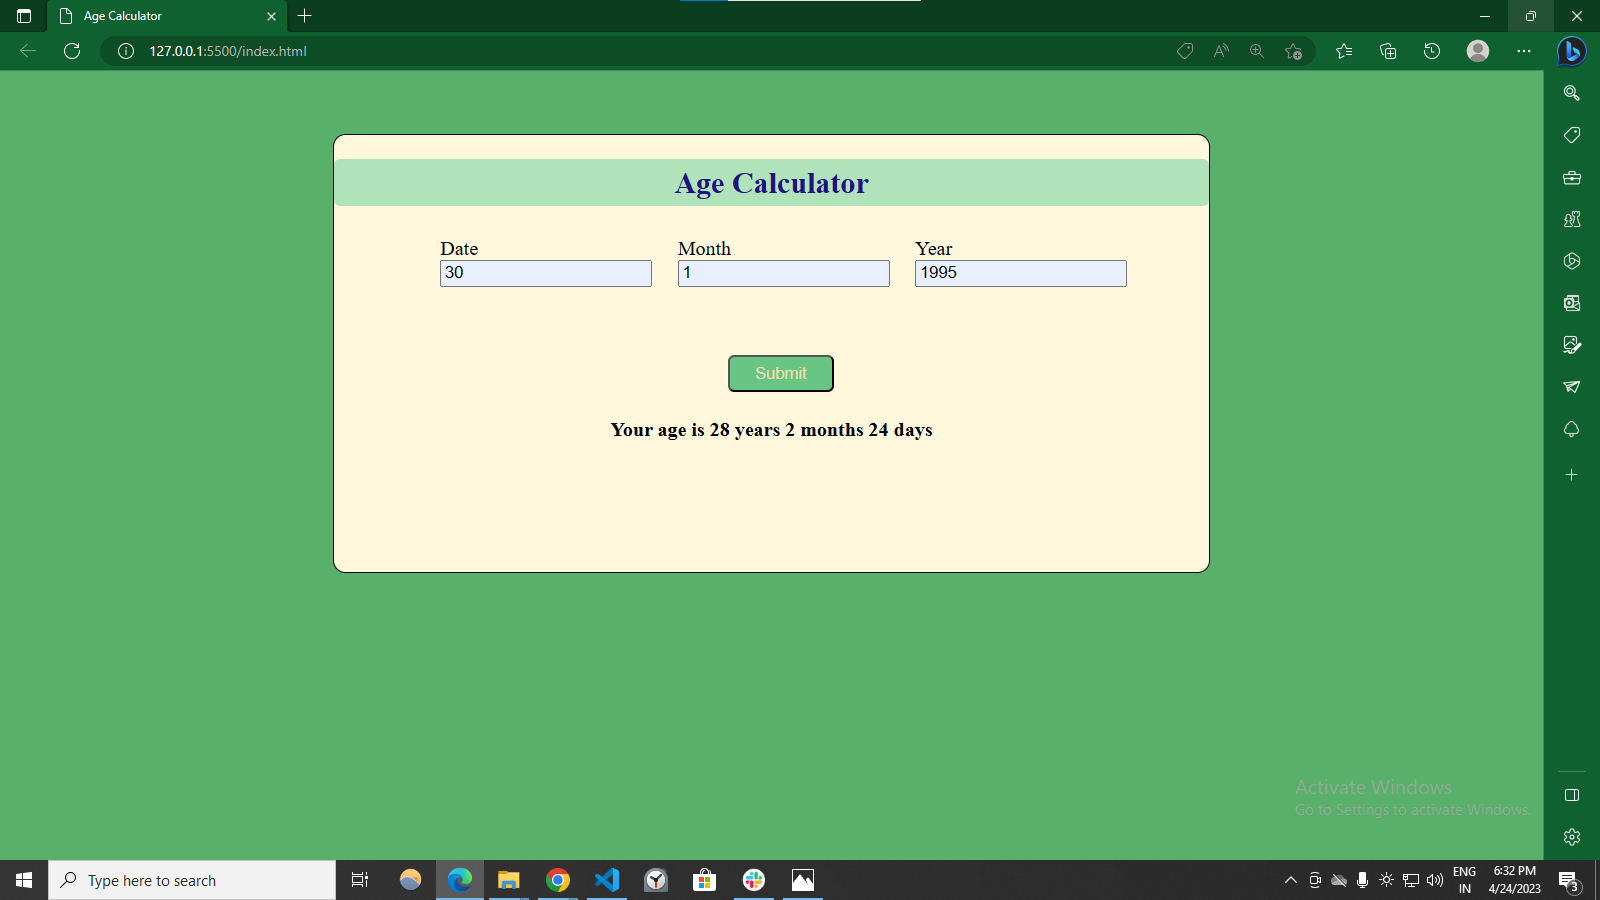 Age Calculator
127.0.0.1:5500/index.html
Age Calculator
Date
Month
Year
30
1
1995
Submit
Your age is 28 years 2 months 24 days
Activate Windows
Go to Settings to activate Windows.
Type here to search
ENG
IN
6:32 PM
4/24/2023
3